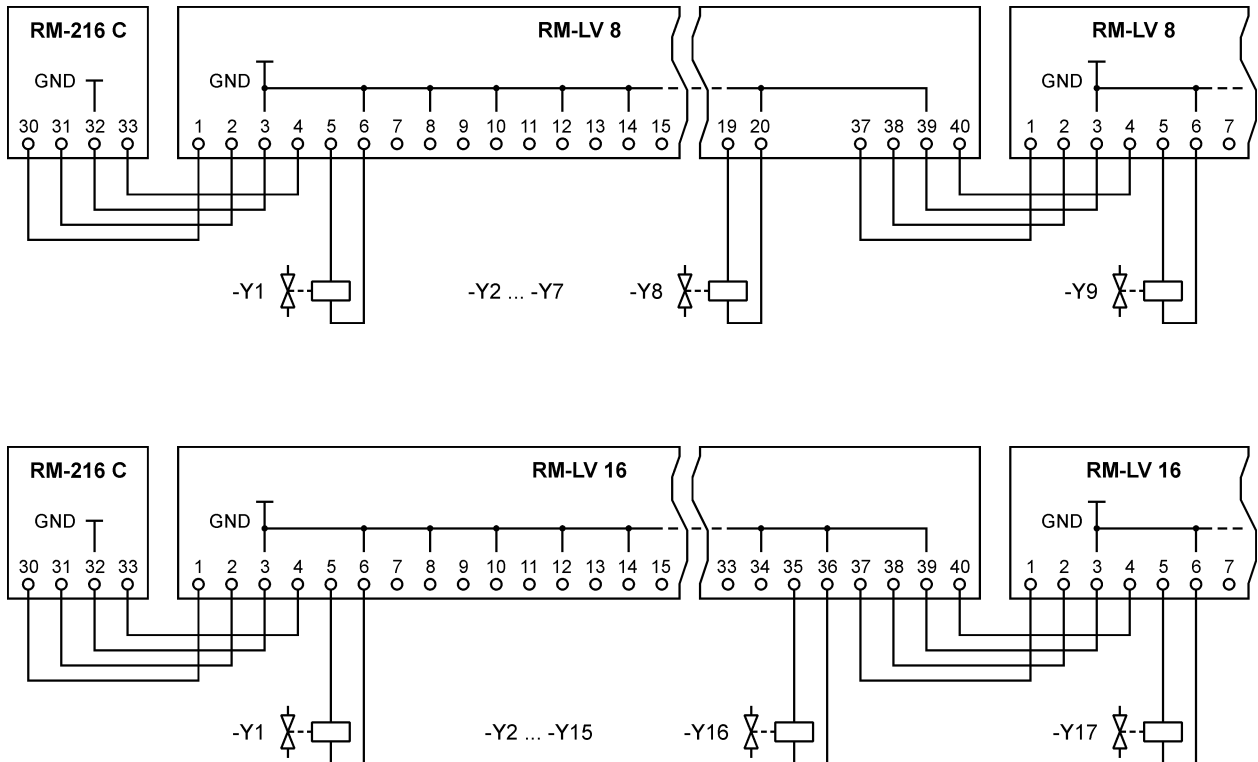 RM-216 C RM-LV 8 RM-LV 8
GND GND GND
30 31 32 33 1 2 3 4 5 6 7 8 9 10 11 12 13 14 15 19 20 37 38 39 40 1 2 3 4 5 6 7
-Y1 -Y2 ... -Y7 -Y8 -Y9
RM-216 C RM-LV 16 RM-LV 16
GND GND GND
30 31 32 33 1 2 3 4 5 6 7 8 9 10 11 12 13 14 15 33 34 35 36 37 38 39 40 1 2 3 4 5 6 7
-Y1 -Y2 ... -Y15 -Y16 -Y17